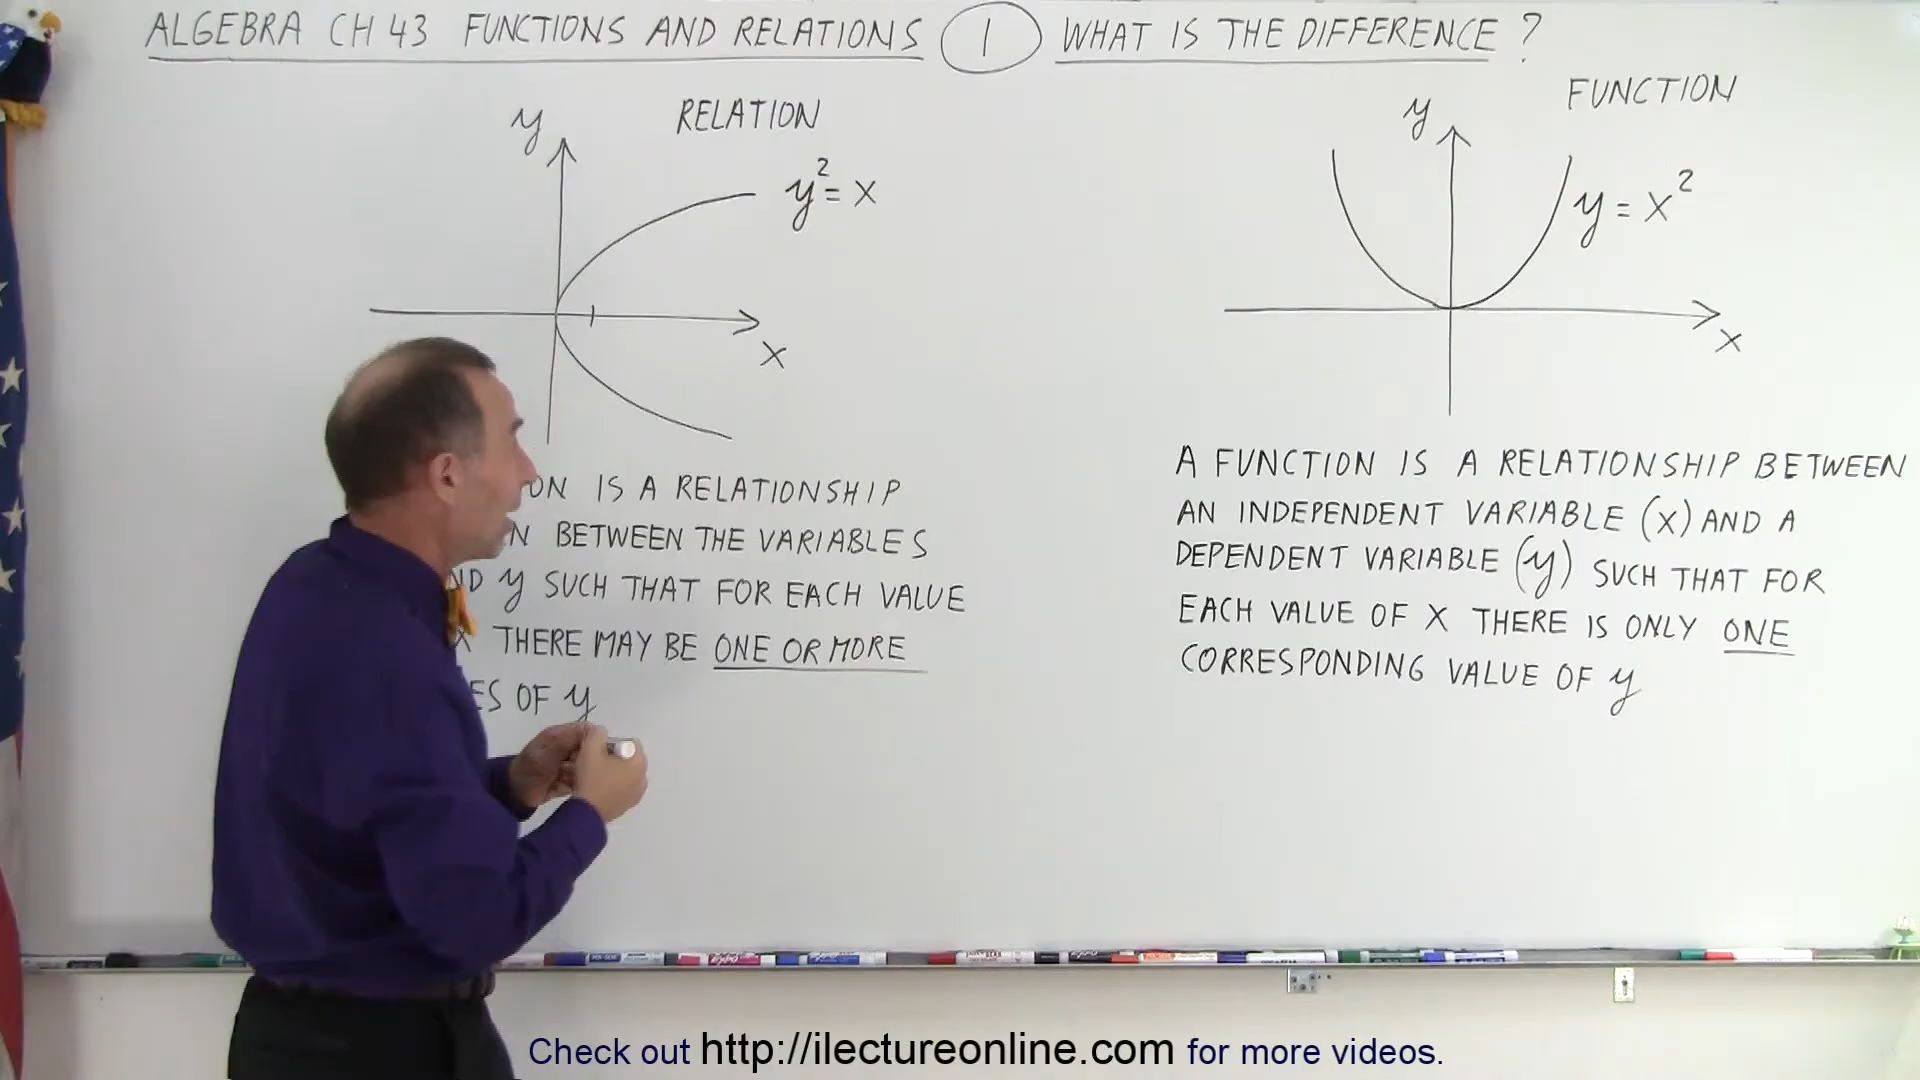 ALGEBRA CH 43 FUNCTIONS AND RELATIONS 1 WHAT IS THE DIFFERENCE ?
y RELATION
y² = x
x
IS A RELATIONSHIP
BETWEEN THE VARIABLES
y SUCH THAT FOR EACH VALUE
X THERE MAY BE ONE OR MORE
OF y
y FUNCTION
y = x²
x
A FUNCTION IS A RELATIONSHIP BETWEEN
AN INDEPENDENT VARIABLE (x) AND A
DEPENDENT VARIABLE (y) SUCH THAT FOR
EACH VALUE OF X THERE IS ONLY ONE
CORRESPONDING VALUE OF y
Check out http://ilectureonline.com for more videos.